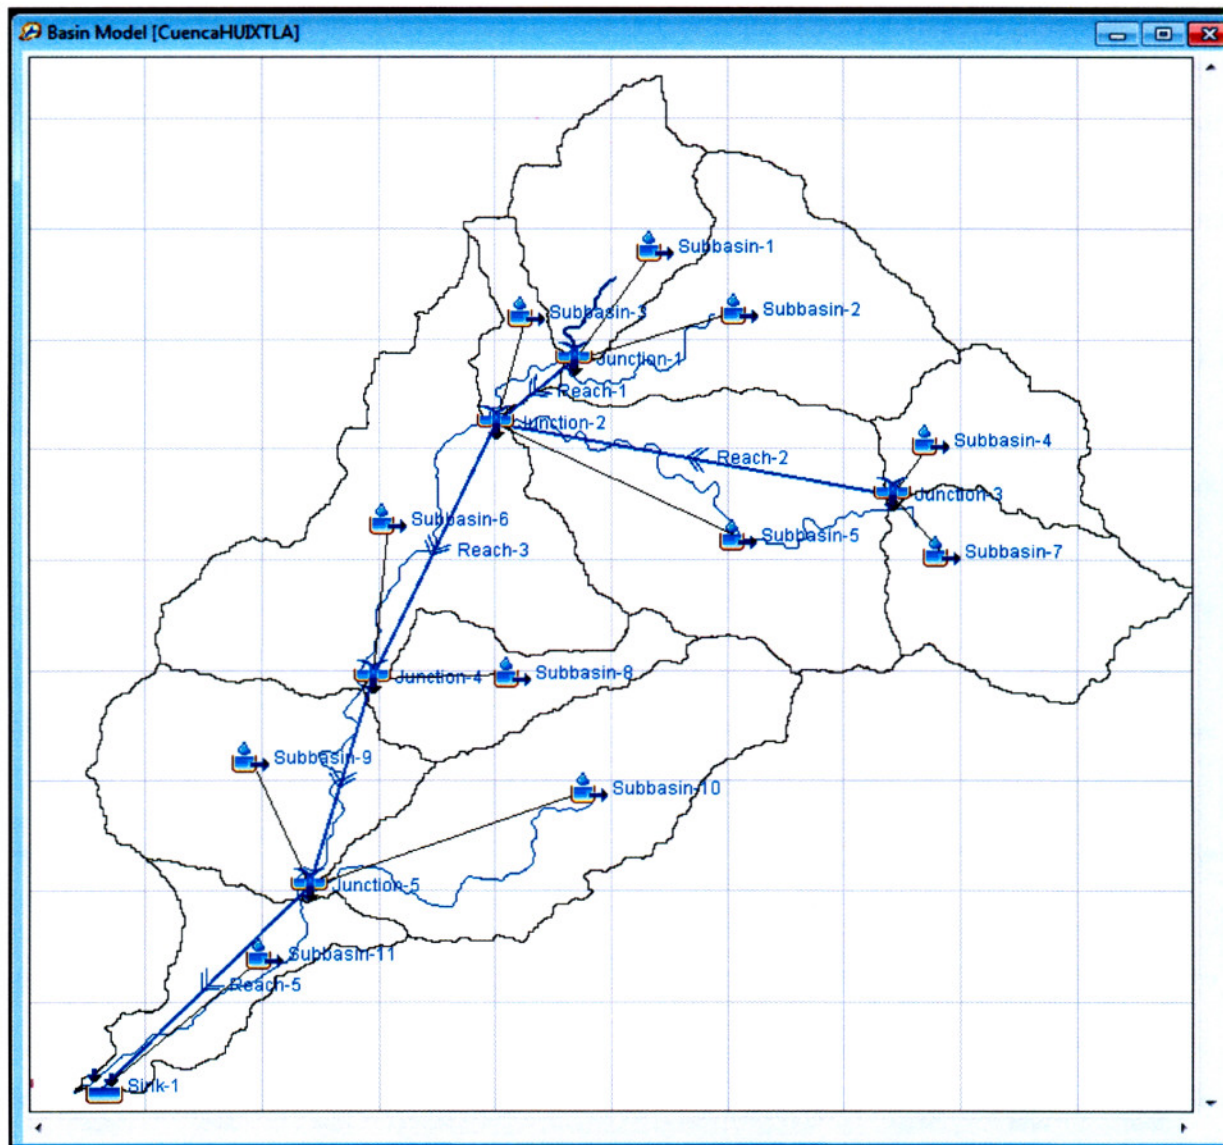 Basin Model [CuencaHUIXTLA]
Subbasin-1
Subbasin-3
Subbasin-2
Junction-1
Reach-1
Junction-2
Subbasin-4
Reach-2
Junction-3
Subbasin-6
Subbasin-5
Reach-3
Subbasin-7
Junction-4
Subbasin-8
Subbasin-9
Subbasin-10
Junction-5
Subbasin-11
Reach-5
Sink-1